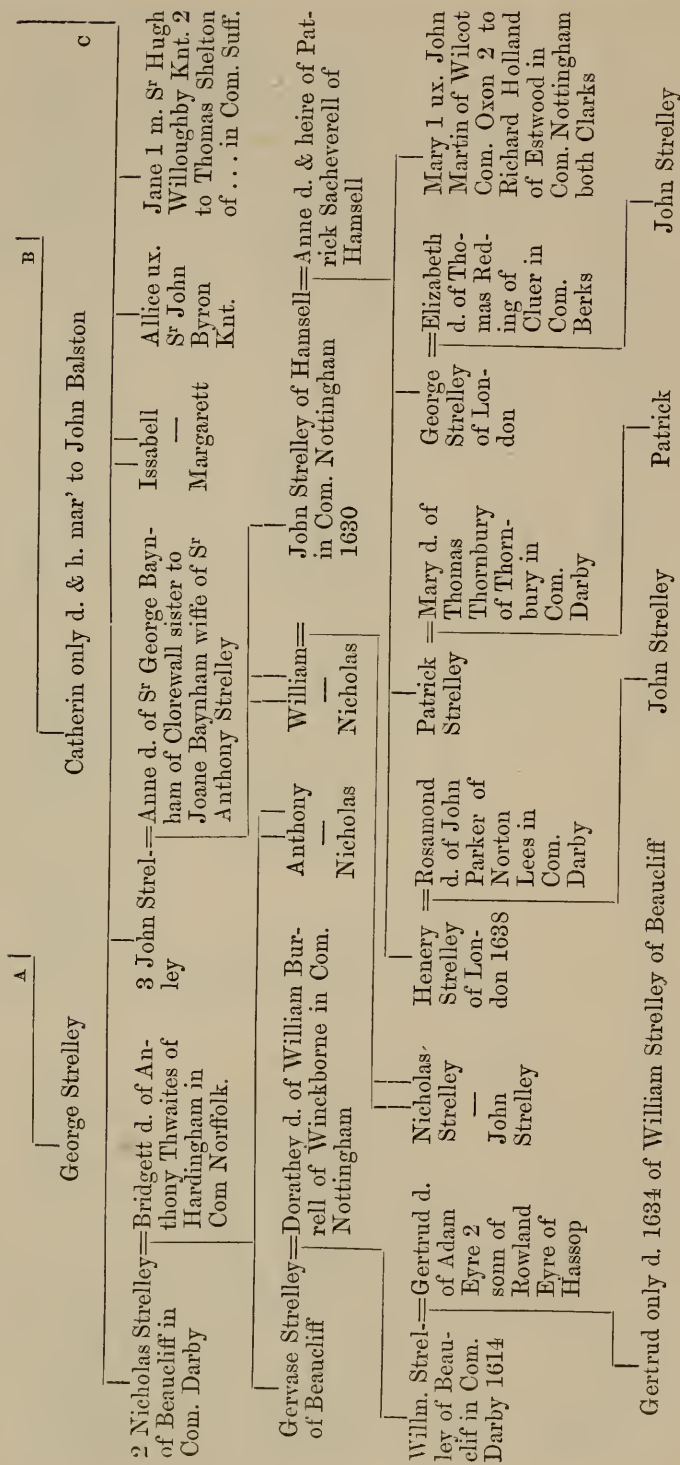 A
B
C
George Strelley
Catherin only d. & h. mar' to John Balston
2 Nicholas Strelley=Bridgett d. of An-
of Beaucliff in thony Thwaites of
Com. Darby Hardingham in
Com Norffolk.
3 John Strel-=Anne d. of Sr George Bayn-
ley ham of Clorewall sister to
Joane Baynham wiffe of Sr
Anthony Strelley
Issabell
—
Margarett
Allice ux.
Sr John
Byron
Knt.
Jane 1 m. Sr Hugh
Willoughby Knt. 2
to Thomas Shelton
of ... in Com. Suff.
Gervase Strelley=Dorathey d. of William Bur-
of Beaucliff rell of Winckborne in Com.
Nottingham
Anthony
—
Nicholas
William=
—
Nicholas
John Strelley of Hamsell=Anne d. & heire of Pat-
in Com. Nottingham rick Sacheverell of
1630 Hamsell
Willm. Strel-=Gertrud d.
ley of Beau- of Adam
clif in Com. Eyre 2
Darby 1614 sonn of
Rowland
Eyre of
Hassop
Nicholas
Strelley
—
John
Strelley
Henery =Rosamond
Strelley d. of John
of Lon- Parker of
don 1638 Norton
Lees in
Com.
Darby
Patrick =Mary d. of
Strelley Thomas
Thornbury
of Thorn-
bury in
Com.
Darby
George =Elizabeth
Strelley d. of Tho-
of Lon- mas Red-
don ing of
Cluer in
Com.
Berks
Mary 1 ux. John
Martin of Wilcot
Com. Oxon 2 to
Richard Holland
of Estwood in
Com. Nottingham
both Clarks
Gertrud only d. 1634 of William Strelley of Beaucliff
John Strelley
Patrick
John Strelley